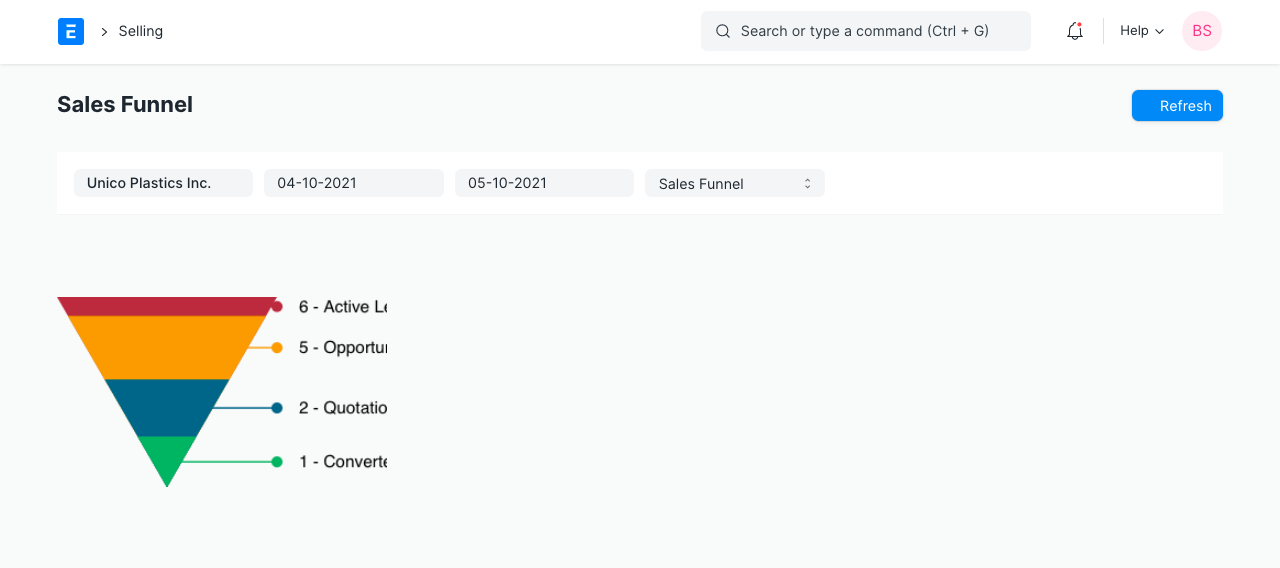 Selling
Search or type a command (Ctrl + G)
Help
BS
Sales Funnel
Refresh
Unico Plastics Inc.
04-10-2021
05-10-2021
Sales Funnel
6 - Active Le
5 - Opportu
2 - Quotatio
1 - Converte